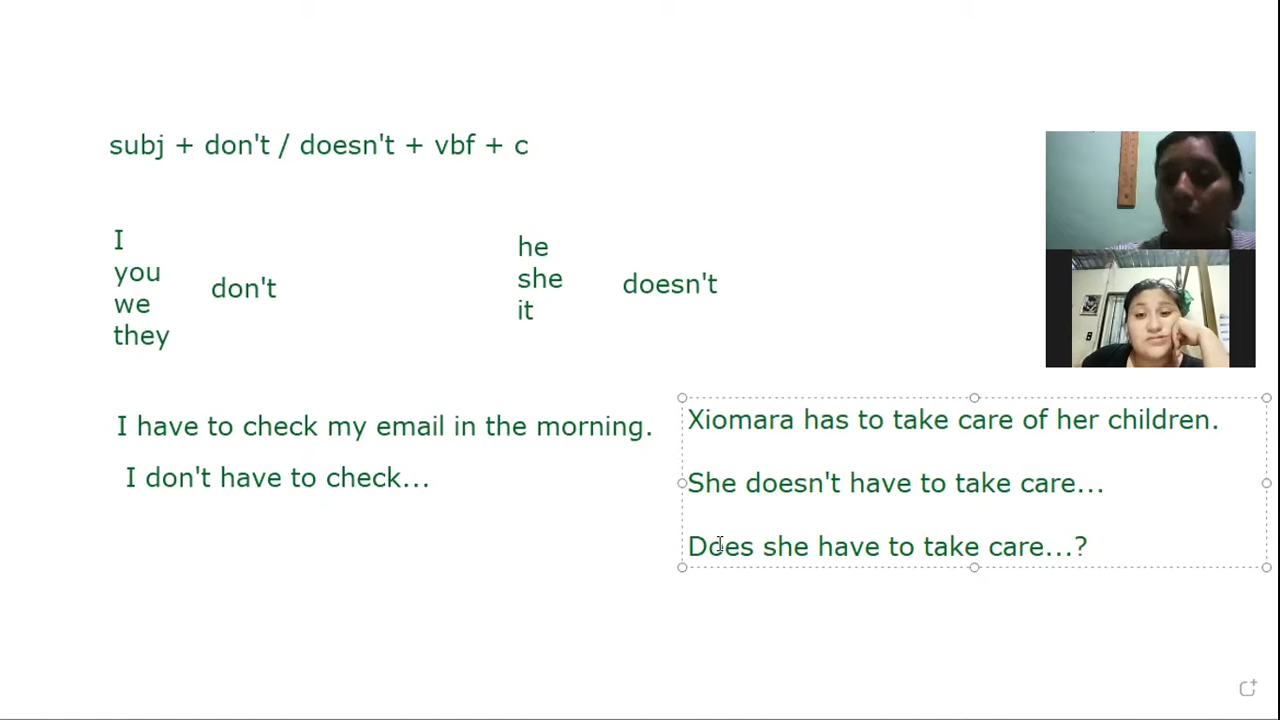 subj + don't / doesn't + vbf + c
I
you
we
they
don't
he
she
it
doesn't
I have to check my email in the morning.
I don't have to check...
Xiomara has to take care of her children.
She doesn't have to take care...
Does she have to take care...?